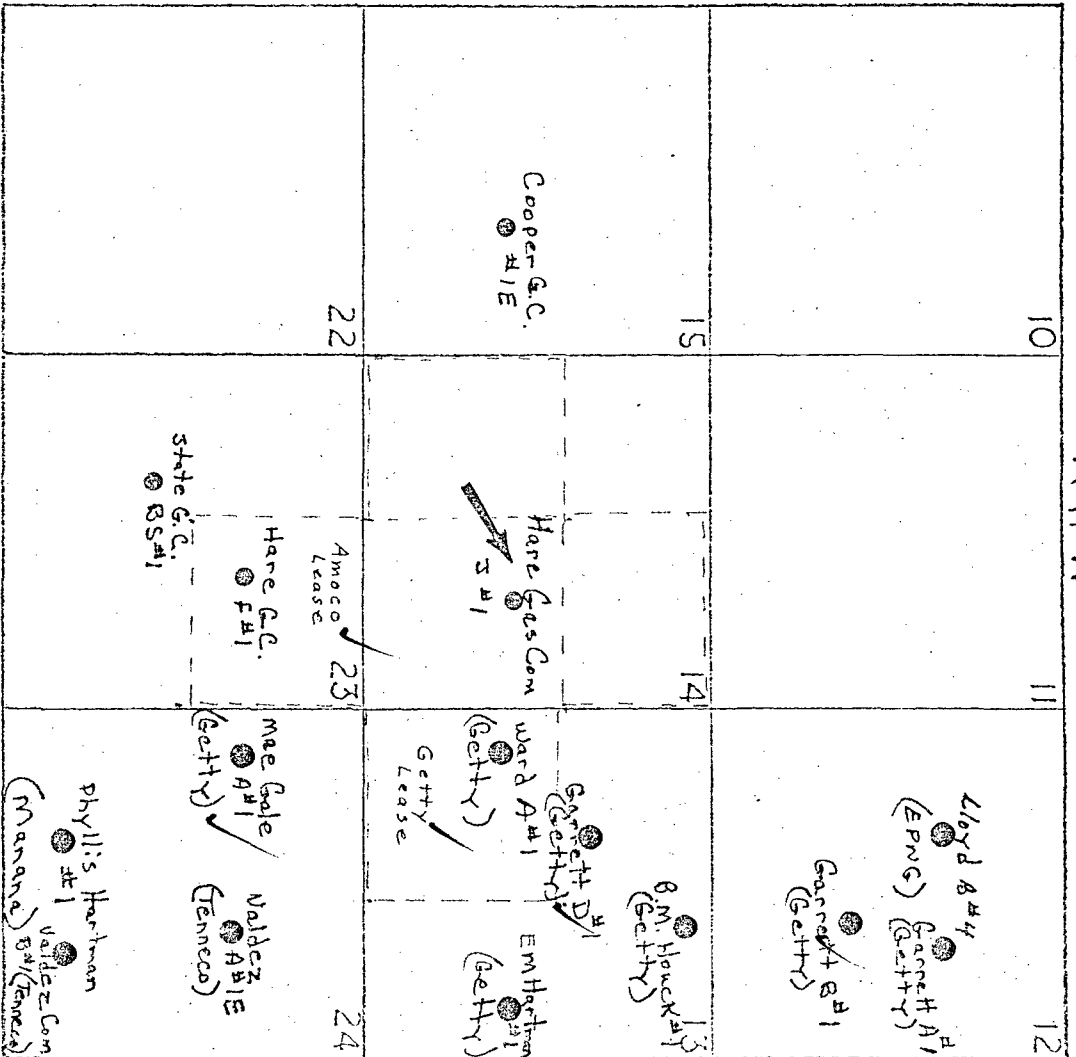 10
11
12
Lloyd B #4
(EPNG)
Garrett A #1
(Getty)
Garrett B #1
(Getty)
15
14
13
Cooper G.C.
#1E
Hare Gas Com
J #1
B.M. Houck #1
(Getty)
Garrett D #1
(Getty)
Ward A #1
(Getty)
Getty
Lease
EM Hartman
#1
(Getty)
22
23
24
Amoco
Lease
Hare G.C.
F #1
State G.C.
BS #1
Mae Gale
A #1
(Getty)
Valdez
A #1E
(Tenneco)
Phyllis Hartman
#1
(Manana)
Valdez Com
B #1 (Tenneco)